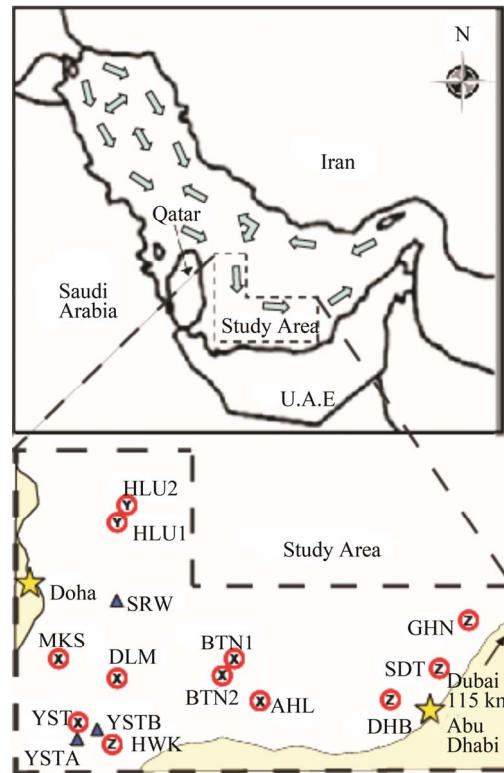 N
Iran
Qatar
Saudi
Arabia
Study Area
U.A.E
HLU2
Y
Y
HLU1
Study Area
Doha
SRW
GHN
Z
MKS
X
DLM
X
BTN1
X
X
BTN2
SDT
Z
Dubai
115 km
AHL
X
Z
DHB
Abu
Dhabi
YST
X
YSTB
YSTA
Z
HWK